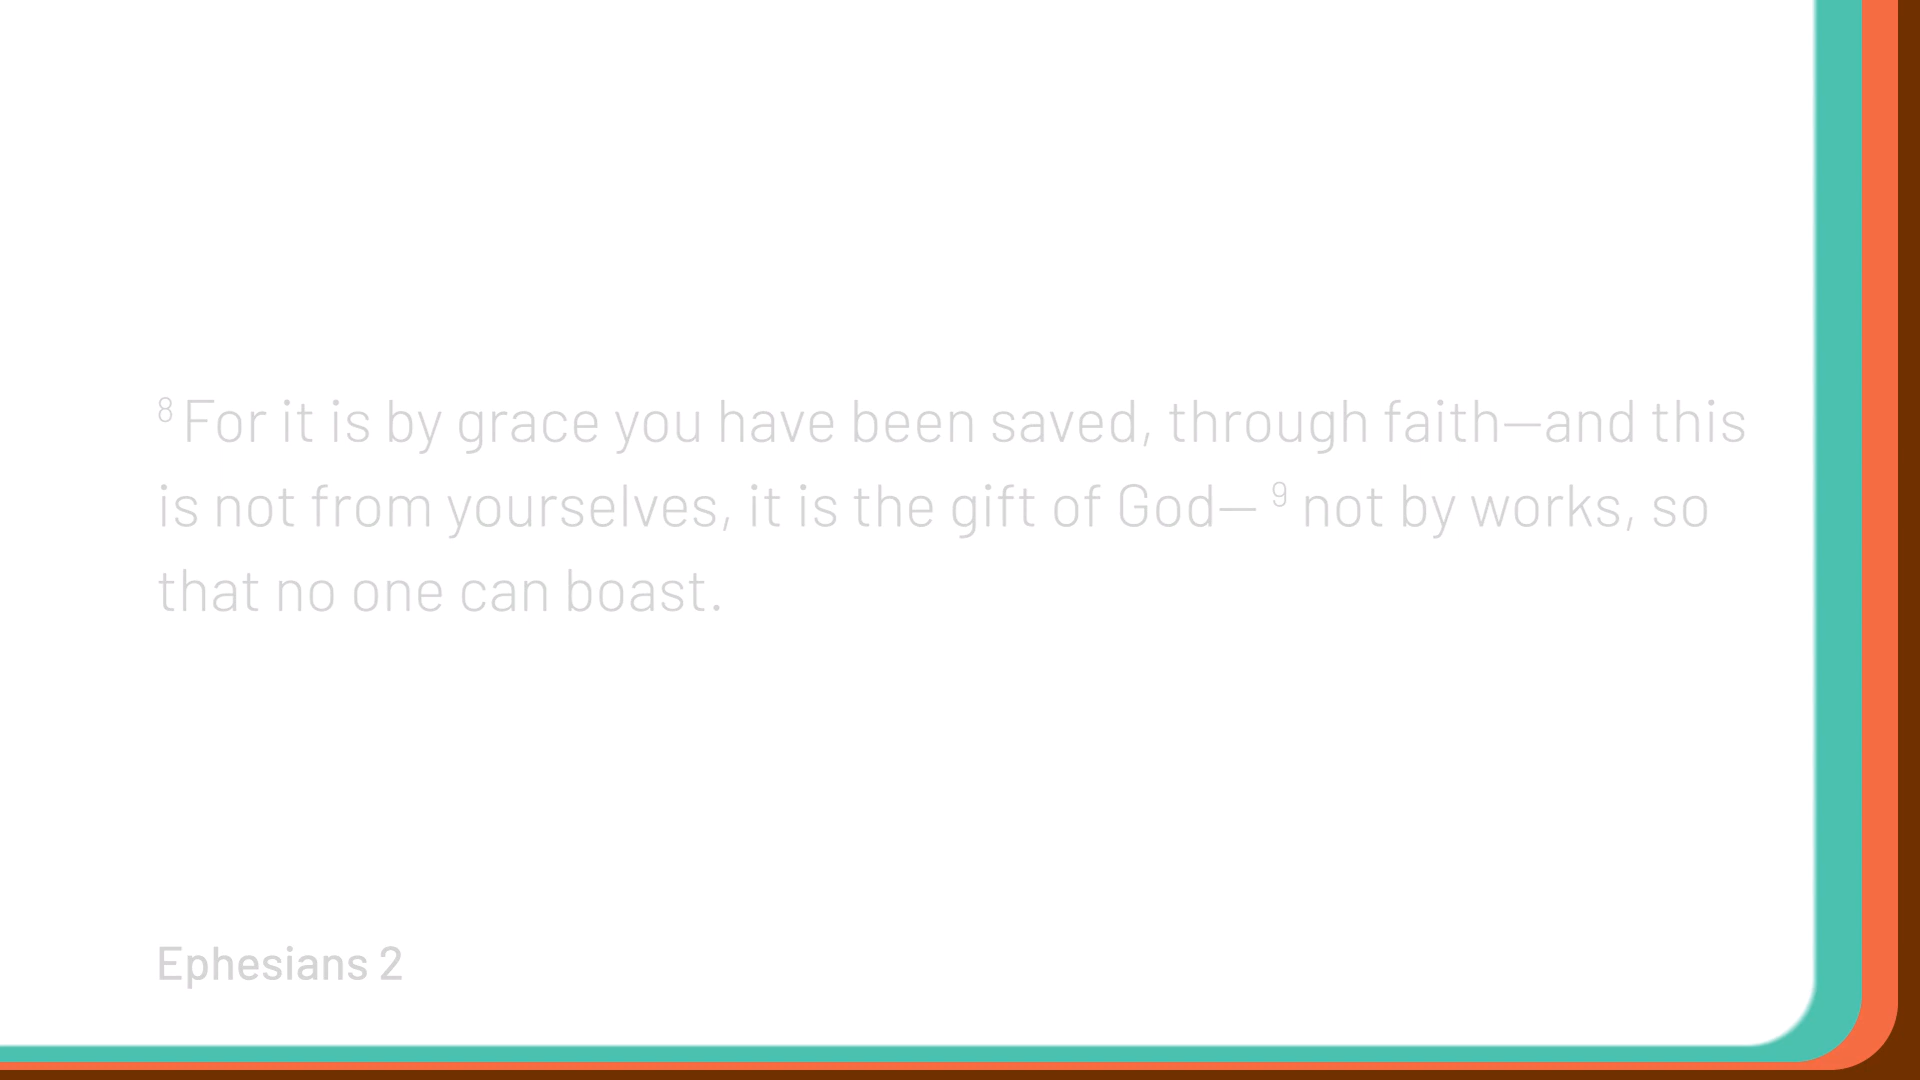 ⁸ For it is by grace you have been saved, through faith—and this
is not from yourselves, it is the gift of God— ⁹ not by works, so
that no one can boast.
Ephesians 2